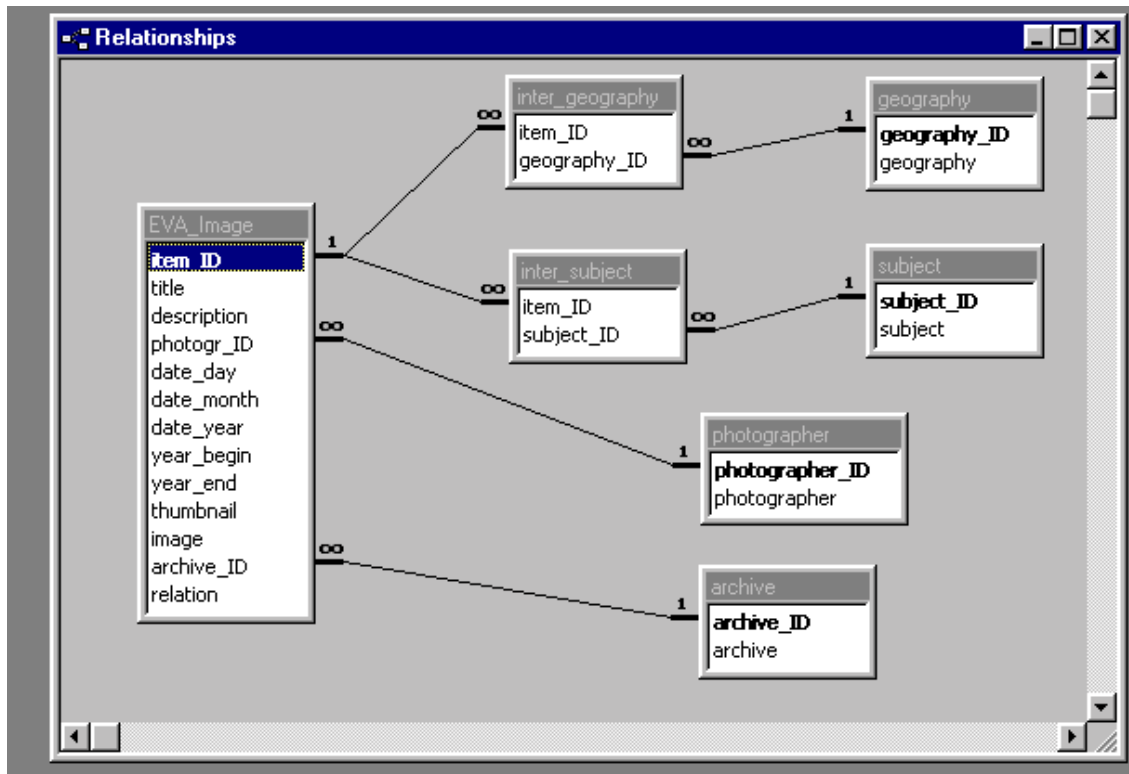 Relationships
EVA_Image
item_ID
title
description
photogr_ID
date_day
date_month
date_year
year_begin
year_end
thumbnail
image
archive_ID
relation
1
∞
∞
∞
inter_geography
item_ID
geography_ID
∞
1
geography
geography_ID
geography
∞
inter_subject
item_ID
subject_ID
∞
1
subject
subject_ID
subject
1
photographer
photographer_ID
photographer
1
archive
archive_ID
archive